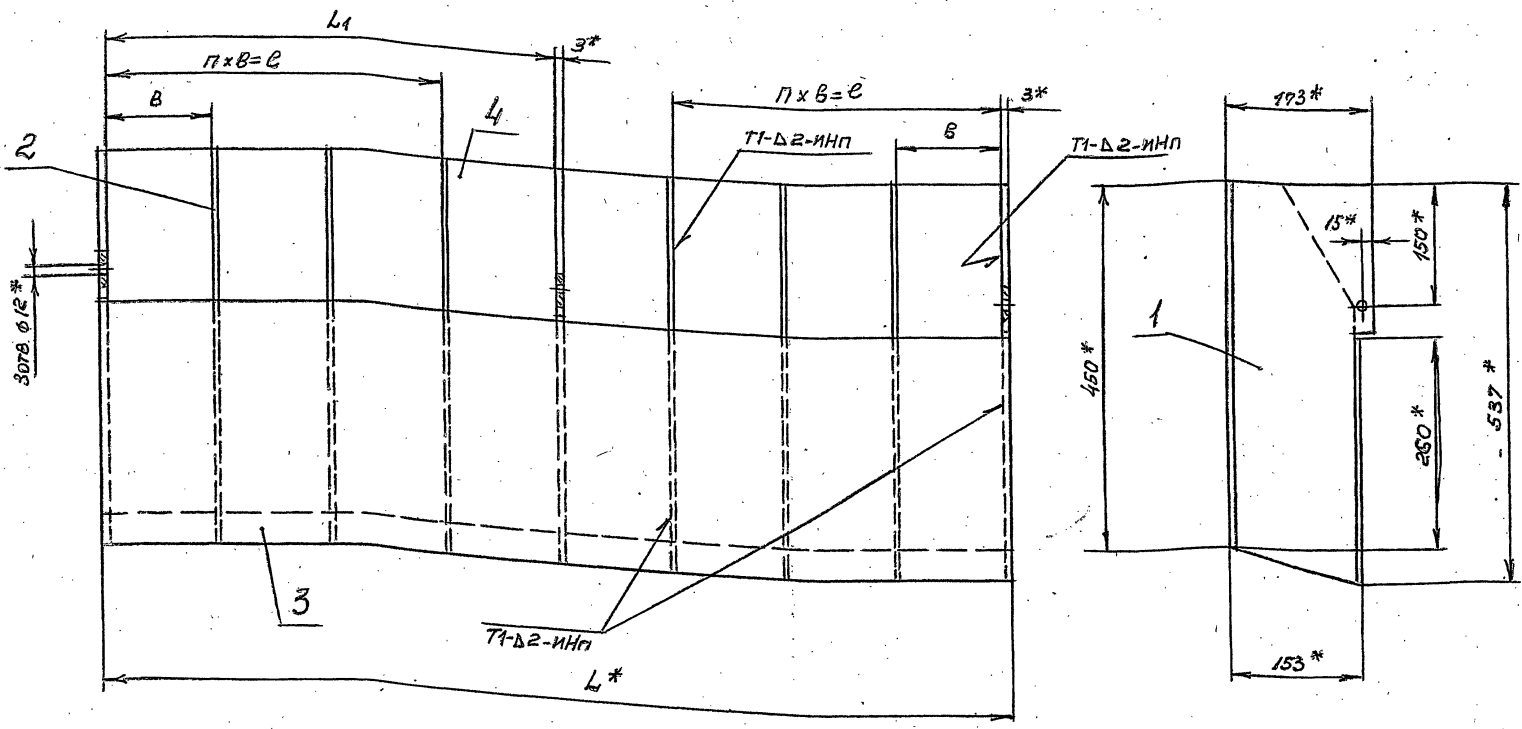 L1
3*
п×в=е
п×в=е
3*
173*
в
4
Т1-Δ2-ИНп
в
Т1-Δ2-ИНп
2
15*
150*
3отв. ф12*
1
450*
260*
537*
3
Т1-Δ2-ИНп
153*
L*